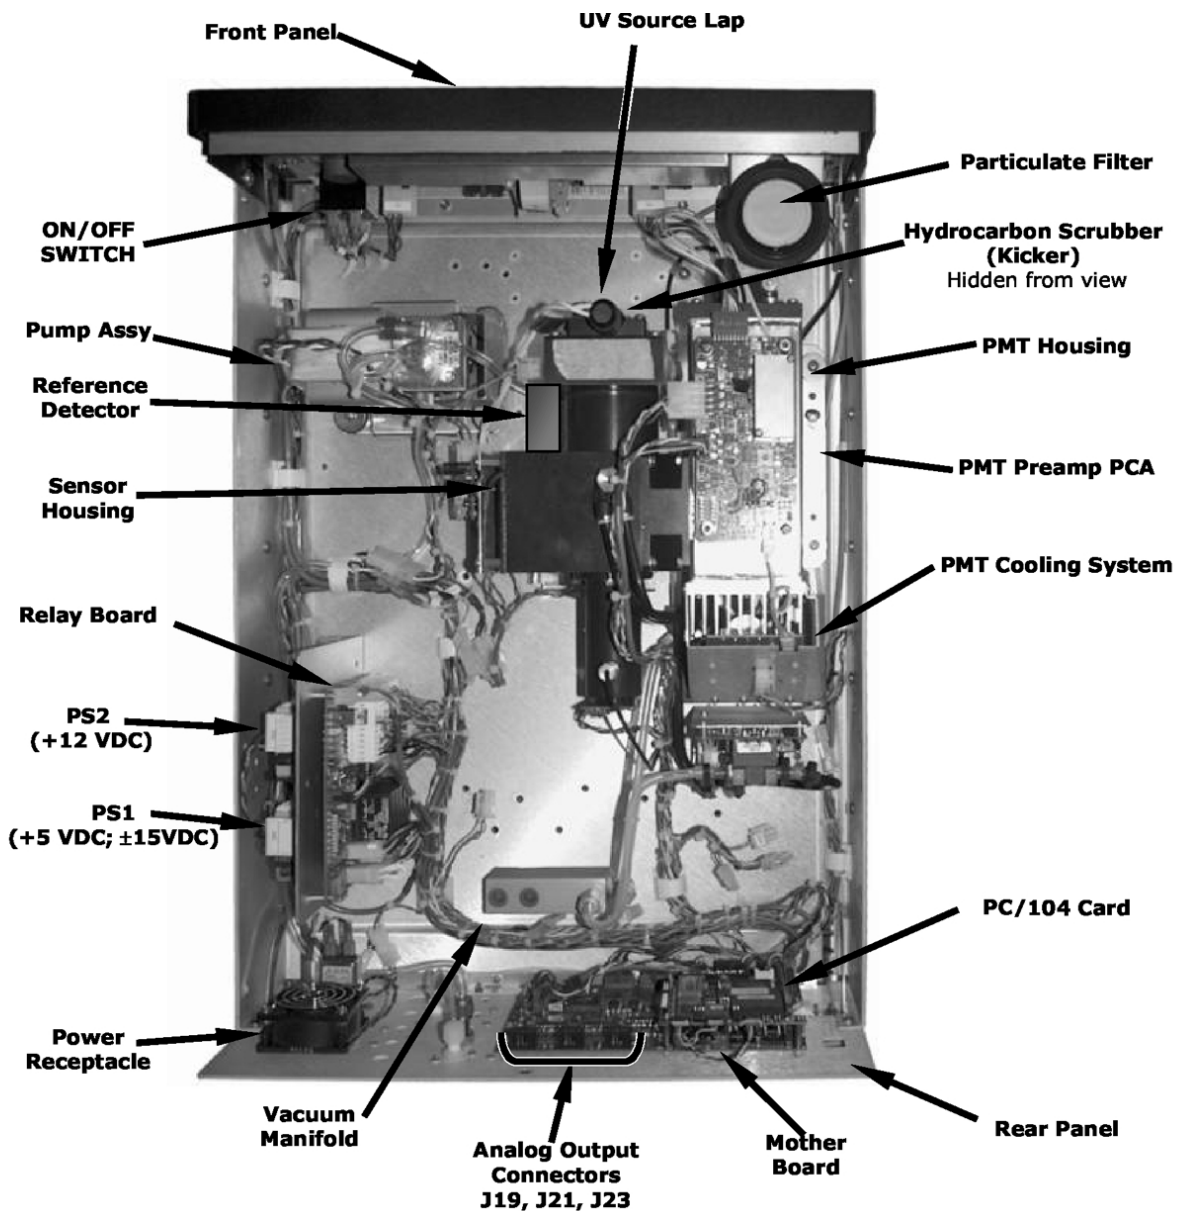 UV Source Lap
Front Panel
Particulate Filter
ON/OFF
SWITCH
Hydrocarbon Scrubber
(Kicker)
Hidden from view
Pump Assy
PMT Housing
Reference
Detector
PMT Preamp PCA
Sensor
Housing
PMT Cooling System
Relay Board
PS2
(+12 VDC)
PS1
(+5 VDC; ±15VDC)
PC/104 Card
Power
Receptacle
Vacuum
Manifold
Analog Output
Connectors
J19, J21, J23
Mother
Board
Rear Panel